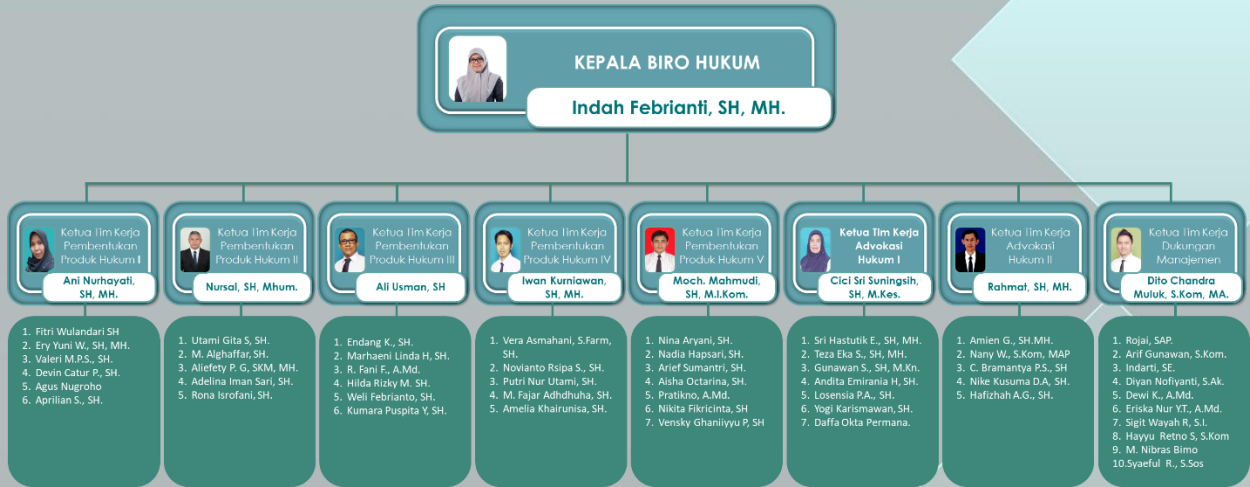 KEPALA BIRO HUKUM
Indah Febrianti, SH, MH.
Ketua Tim Kerja
Pembentukan
Produk Hukum I
Ani Nurhayati,
SH, MH.
1. Fitri Wulandari SH
2. Ery Yuni W., SH, MH.
3. Valeri M.P.S., SH.
4. Devin Catur P., SH.
5. Agus Nugroho
6. Aprilian S., SH.
Ketua Tim Kerja
Pembentukan
Produk Hukum II
Nursal, SH, Mhum.
1. Utami Gita S, SH.
2. M. Alghaffar, SH.
3. Aliefety P. G, SKM, MH.
4. Adelina Iman Sari, SH.
5. Rona Isrofani, SH.
Ketua Tim Kerja
Pembentukan
Produk Hukum III
Ali Usman, SH
1. Endang K., SH.
2. Marhaeni Linda H, SH.
3. R. Fani F., A.Md.
4. Hilda Rizky M. SH.
5. Weli Febrianto, SH.
6. Kumara Puspita Y, SH.
Ketua Tim Kerja
Pembentukan
Produk Hukum IV
Iwan Kurniawan,
SH, MH.
1. Vera Asmahani, S.Farm,
SH.
2. Novianto Rsipa S., SH.
3. Putri Nur Utami, SH.
4. M. Fajar Adhdhuha, SH.
5. Amelia Khairunisa, SH.
Ketua Tim Kerja
Pembentukan
Produk Hukum V
Moch. Mahmudi,
SH, M.I.Kom.
1. Nina Aryani, SH.
2. Nadia Hapsari, SH.
3. Arief Sumantri, SH.
4. Aisha Octarina, SH.
5. Pratikno, A.Md.
6. Nikita Fikricinta, SH
7. Vensky Ghaniiyyu P, SH
Ketua Tim Kerja
Advokasi
Hukum I
Cici Sri Suningsih,
SH, M.Kes.
1. Sri Hastutik E., SH, MH.
2. Teza Eka S., SH, MH.
3. Gunawan S., SH, M.Kn.
4. Andita Emirania H, SH.
5. Losensia P.A., SH.
6. Yogi Karismawan, SH.
7. Daffa Okta Permana.
Ketua Tim Kerja
Advokasi
Hukum II
Rahmat, SH, MH.
1. Amien G., SH.MH.
2. Nany W., S.Kom, MAP
3. C. Bramantya P.S., SH
4. Nike Kusuma D.A, SH.
5. Hafizhah A.G., SH.
Ketua Tim Kerja
Dukungan
Manajemen
Dito Chandra
Muluk, S.Kom, MA.
1. Rojai, SAP.
2. Arif Gunawan, S.Kom.
3. Indarti, SE.
4. Diyan Nofiyanti, S.Ak.
5. Dewi K., A.Md.
6. Eriska Nur Y.T., A.Md.
7. Sigit Wayah R, S.I.
8. Hayyu Retno S, S.Kom
9. M. Nibras Bimo
10.Syaeful R., S.Sos